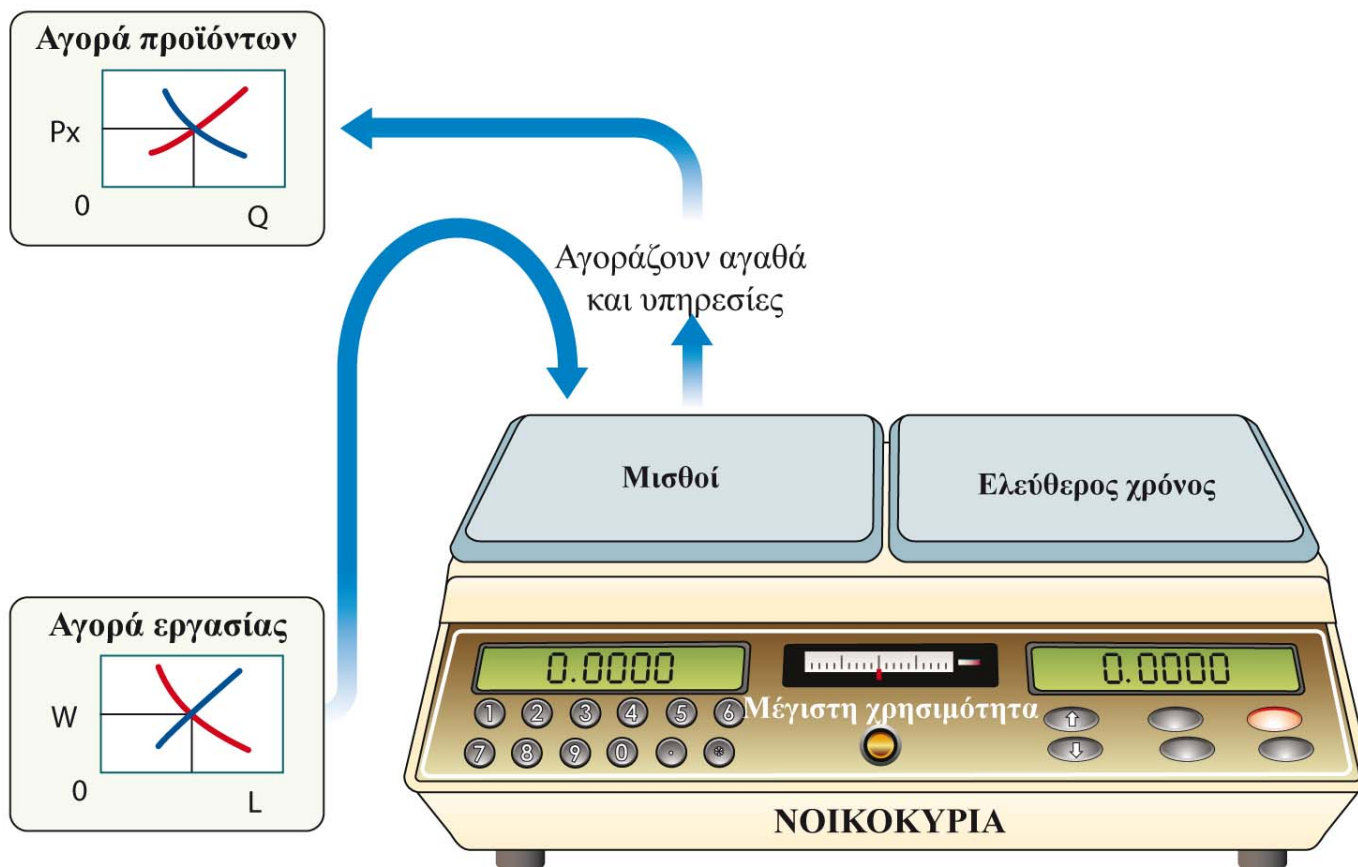 Αγορά προϊόντων
Px
0
Q
Αγοράζουν αγαθά
και υπηρεσίες
Μισθοί
Ελεύθερος χρόνος
Αγορά εργασίας
W
0
L
0.0000
0.0000
Μέγιστη χρησιμότητα
1 2 3 4 5 6
7 8 9 0 . *
ΝΟΙΚΟΚΥΡΙΑ